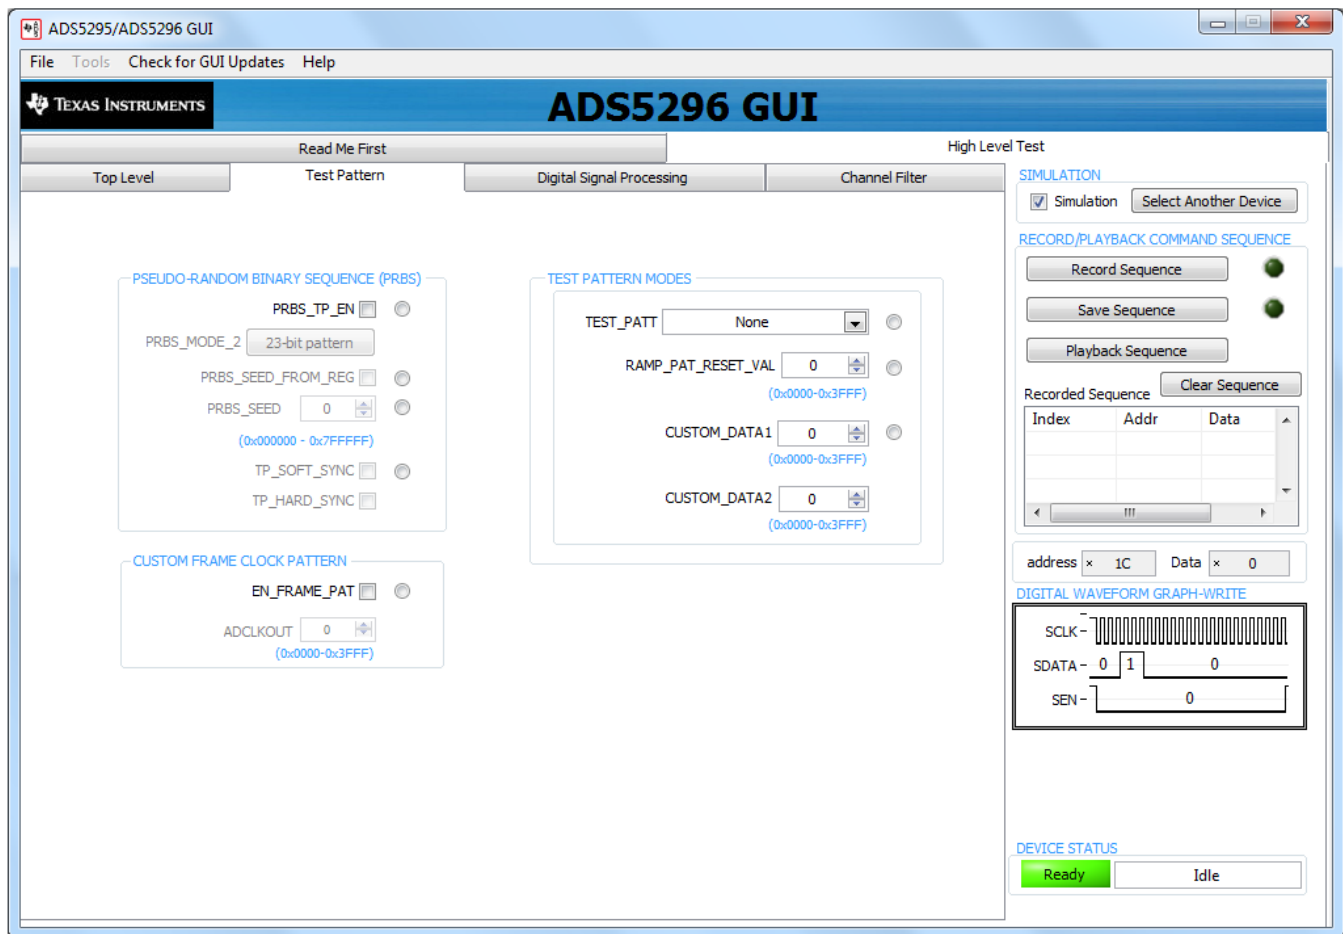 ADS5295/ADS5296 GUI
File Tools Check for GUI Updates Help
TEXAS INSTRUMENTS
ADS5296 GUI
Read Me First
High Level Test
Top Level
Test Pattern
Digital Signal Processing
Channel Filter
PSEUDO-RANDOM BINARY SEQUENCE (PRBS)
PRBS_TP_EN
PRBS_MODE_2 23-bit pattern
PRBS_SEED_FROM_REG
PRBS_SEED 0
(0x000000 - 0x7FFFFF)
TP_SOFT_SYNC
TP_HARD_SYNC
CUSTOM FRAME CLOCK PATTERN
EN_FRAME_PAT
ADCLKOUT 0
(0x0000-0x3FFF)
TEST PATTERN MODES
TEST_PATT None
RAMP_PAT_RESET_VAL 0
(0x0000-0x3FFF)
CUSTOM_DATA1 0
(0x0000-0x3FFF)
CUSTOM_DATA2 0
(0x0000-0x3FFF)
SIMULATION
Simulation Select Another Device
RECORD/PLAYBACK COMMAND SEQUENCE
Record Sequence
Save Sequence
Playback Sequence
Clear Sequence
Recorded Sequence
Index Addr Data
address × 1C Data × 0
DIGITAL WAVEFORM GRAPH-WRITE
SCLK
SDATA 0 1 0
SEN 0
DEVICE STATUS
Ready Idle